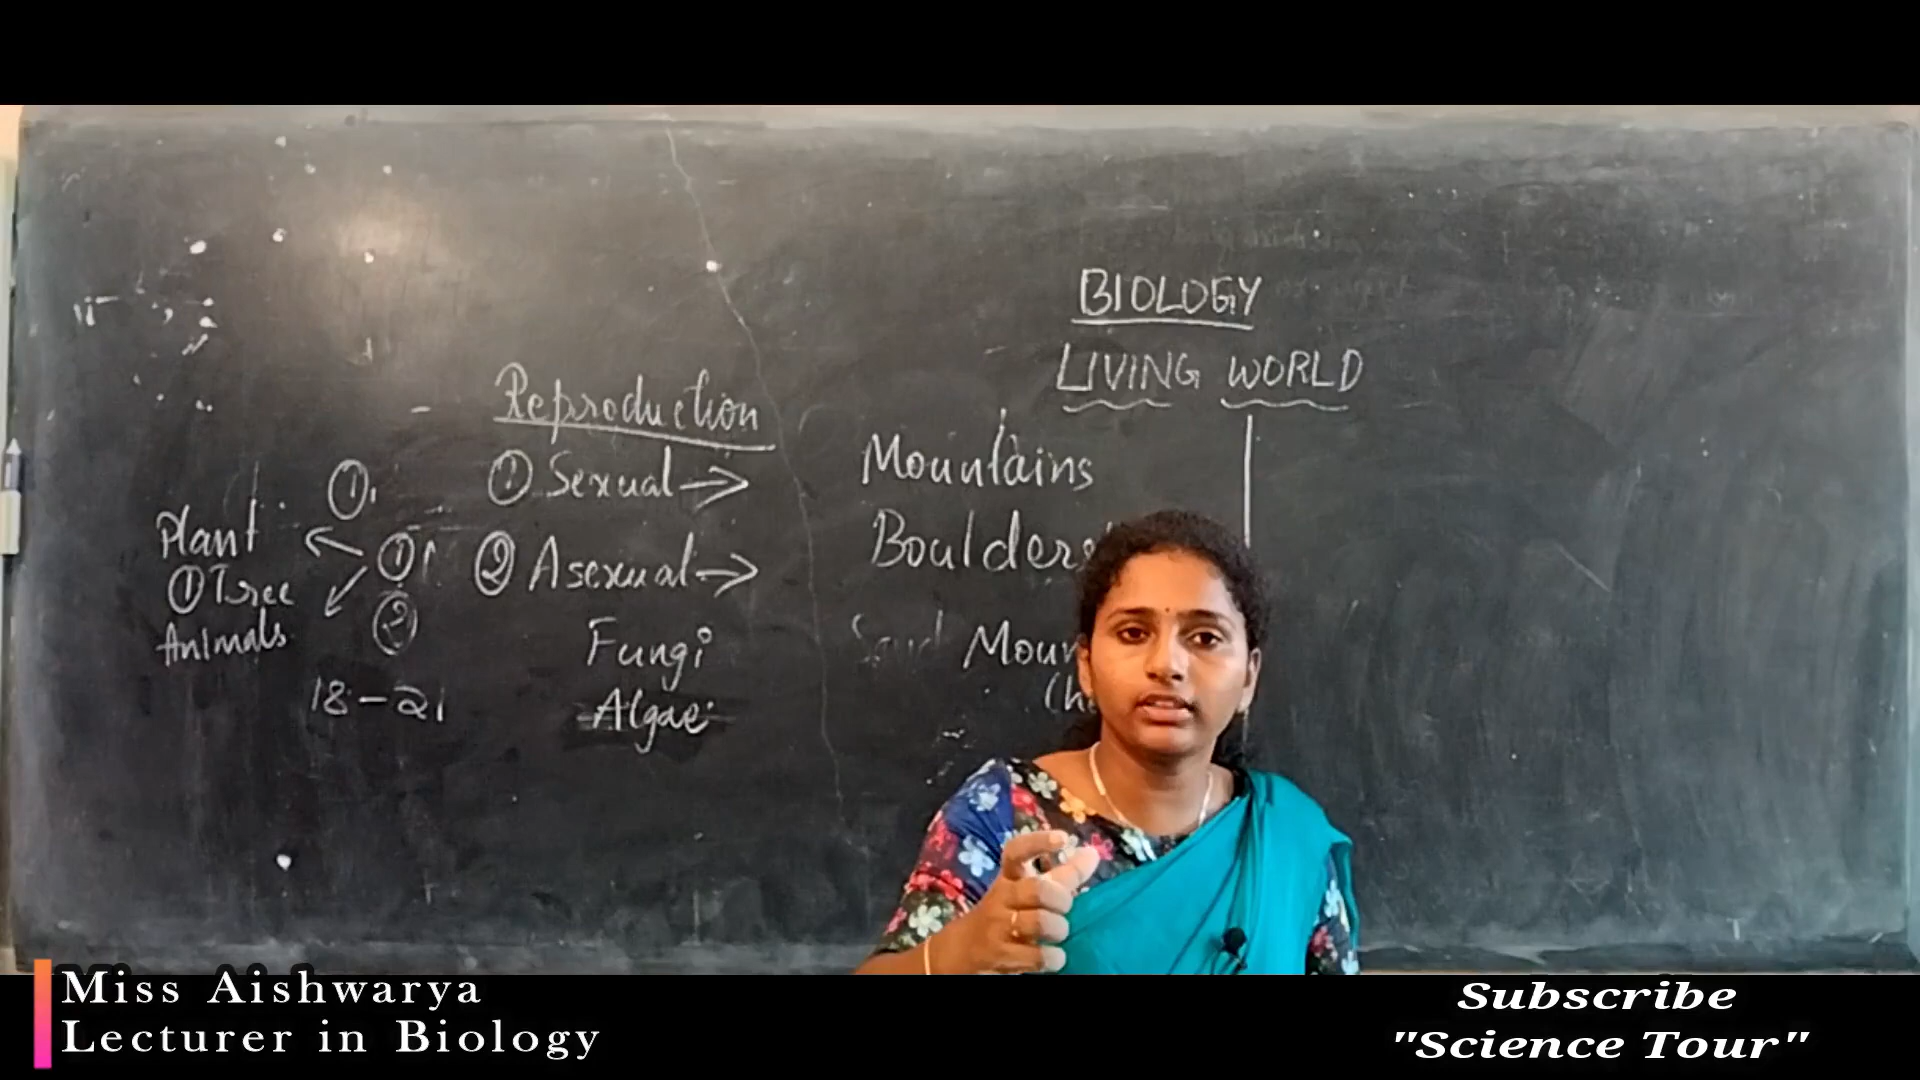 BIOLOGY
LIVING WORLD
Reproduction
① Sexual →
② Asexual →
Fungi
Algae
①
Plant ← ①
① Tree
Animals ②
18-21
Mountains
Boulders
Miss Aishwarya
Lecturer in Biology
Subscribe
"Science Tour"